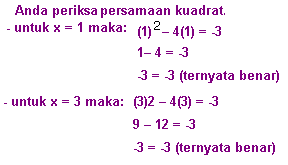 Anda periksa persamaan kuadrat.
- untuk x = 1 maka: (1)² – 4(1) = -3
1– 4 = -3
-3 = -3 (ternyata benar)
- untuk x = 3 maka: (3)2 – 4(3) = -3
9 – 12 = -3
-3 = -3 (ternyata benar)